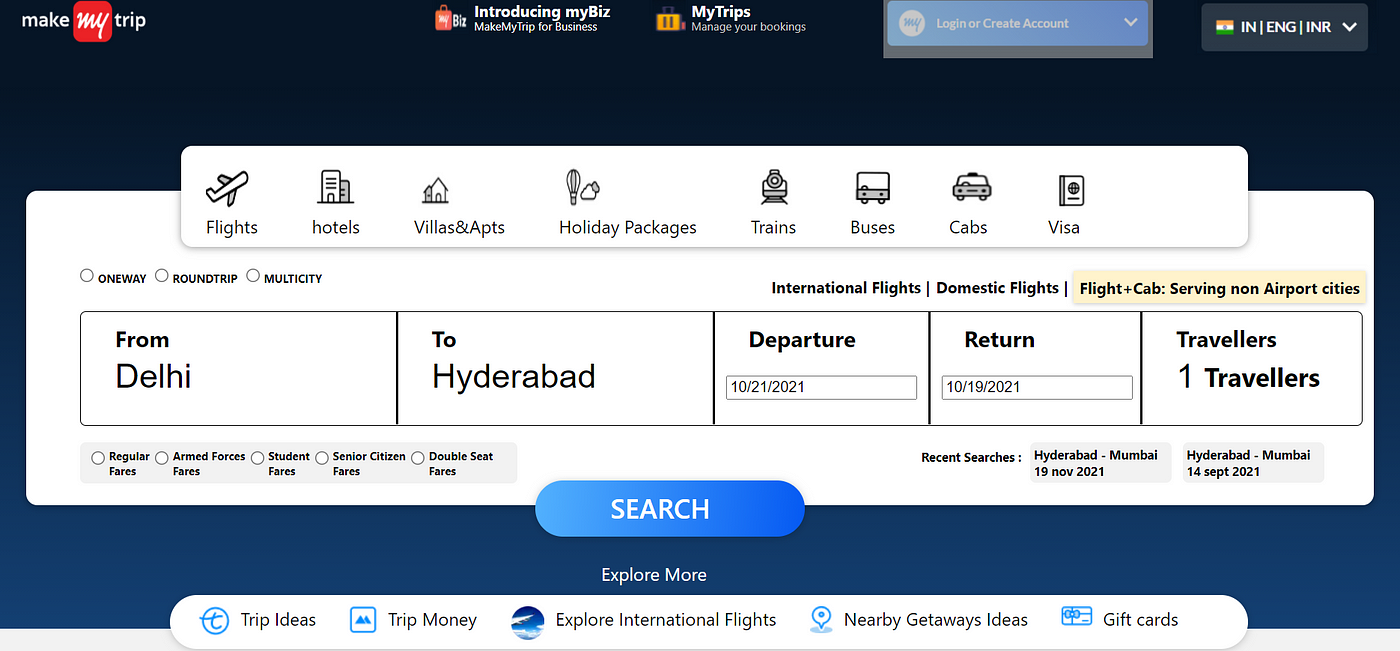 make my trip
myBiz
Introducing myBiz
MakeMyTrip for Business
MyTrips
Manage your bookings
my
Login or Create Account
IN | ENG | INR
Flights
hotels
Villas&Apts
Holiday Packages
Trains
Buses
Cabs
Visa
ONEWAY
ROUNDTRIP
MULTICITY
International Flights | Domestic Flights |
Flight+Cab: Serving non Airport cities
From
Delhi
To
Hyderabad
Departure
10/21/2021
Return
10/19/2021
Travellers
1 Travellers
Regular
Fares
Armed Forces
Fares
Student
Fares
Senior Citizen
Fares
Double Seat
Fares
Recent Searches :
Hyderabad - Mumbai
19 nov 2021
Hyderabad - Mumbai
14 sept 2021
SEARCH
Explore More
Trip Ideas
Trip Money
Explore International Flights
Nearby Getaways Ideas
Gift cards